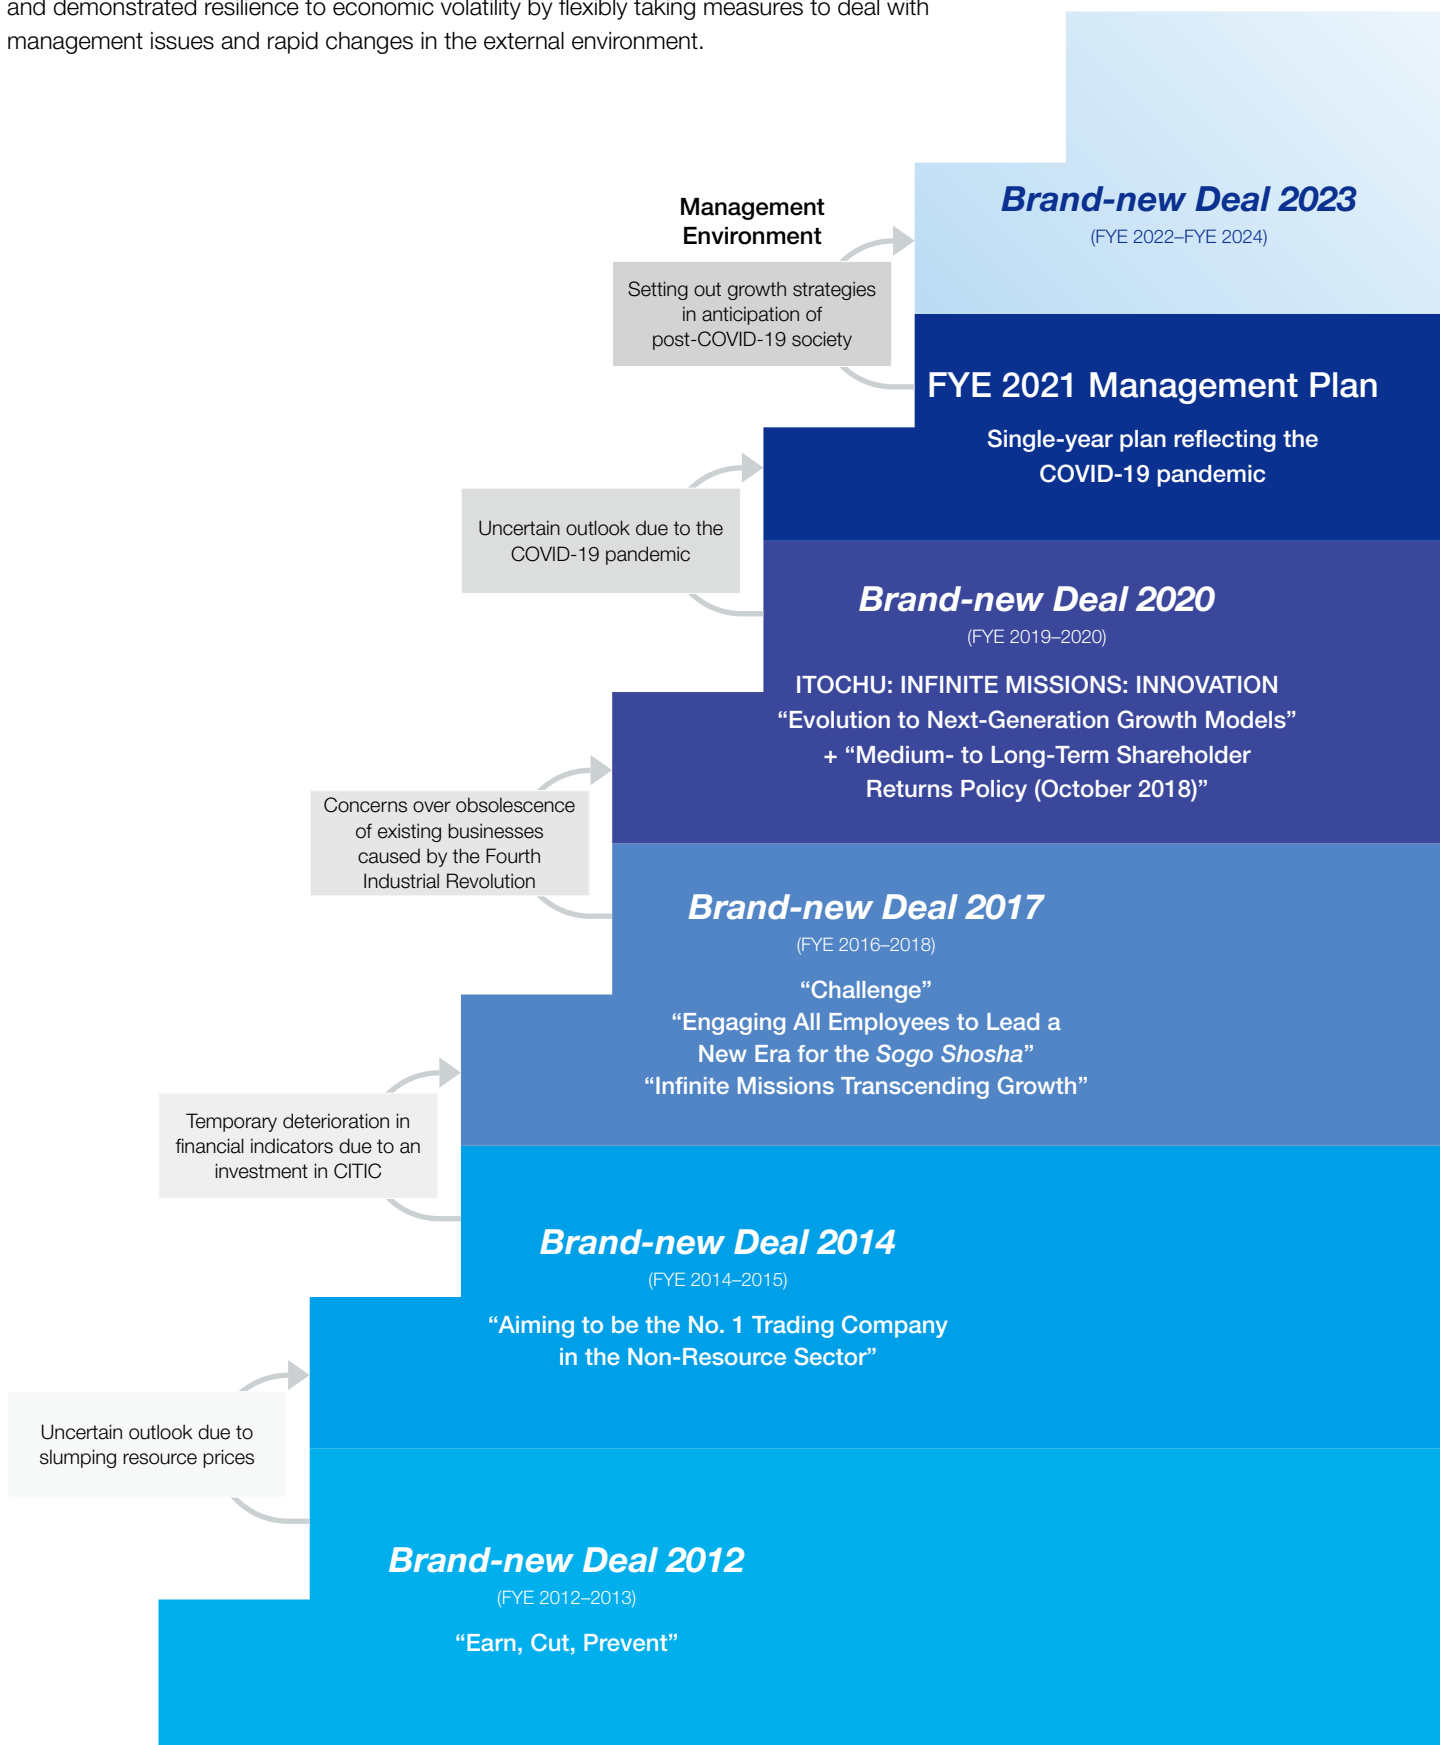 and demonstrated resilience to economic volatility by flexibly taking measures to deal with
management issues and rapid changes in the external environment.
Brand-new Deal 2023
(FYE 2022–FYE 2024)
Management
Environment
Setting out growth strategies
in anticipation of
post-COVID-19 society
FYE 2021 Management Plan
Single-year plan reflecting the
COVID-19 pandemic
Uncertain outlook due to the
COVID-19 pandemic
Brand-new Deal 2020
(FYE 2019–2020)
ITOCHU: INFINITE MISSIONS: INNOVATION
“Evolution to Next-Generation Growth Models”
+ “Medium- to Long-Term Shareholder
Returns Policy (October 2018)”
Concerns over obsolescence
of existing businesses
caused by the Fourth
Industrial Revolution
Brand-new Deal 2017
(FYE 2016–2018)
“Challenge”
“Engaging All Employees to Lead a
New Era for the Sogo Shosha”
“Infinite Missions Transcending Growth”
Temporary deterioration in
financial indicators due to an
investment in CITIC
Brand-new Deal 2014
(FYE 2014–2015)
“Aiming to be the No. 1 Trading Company
in the Non-Resource Sector”
Uncertain outlook due to
slumping resource prices
Brand-new Deal 2012
(FYE 2012–2013)
“Earn, Cut, Prevent”